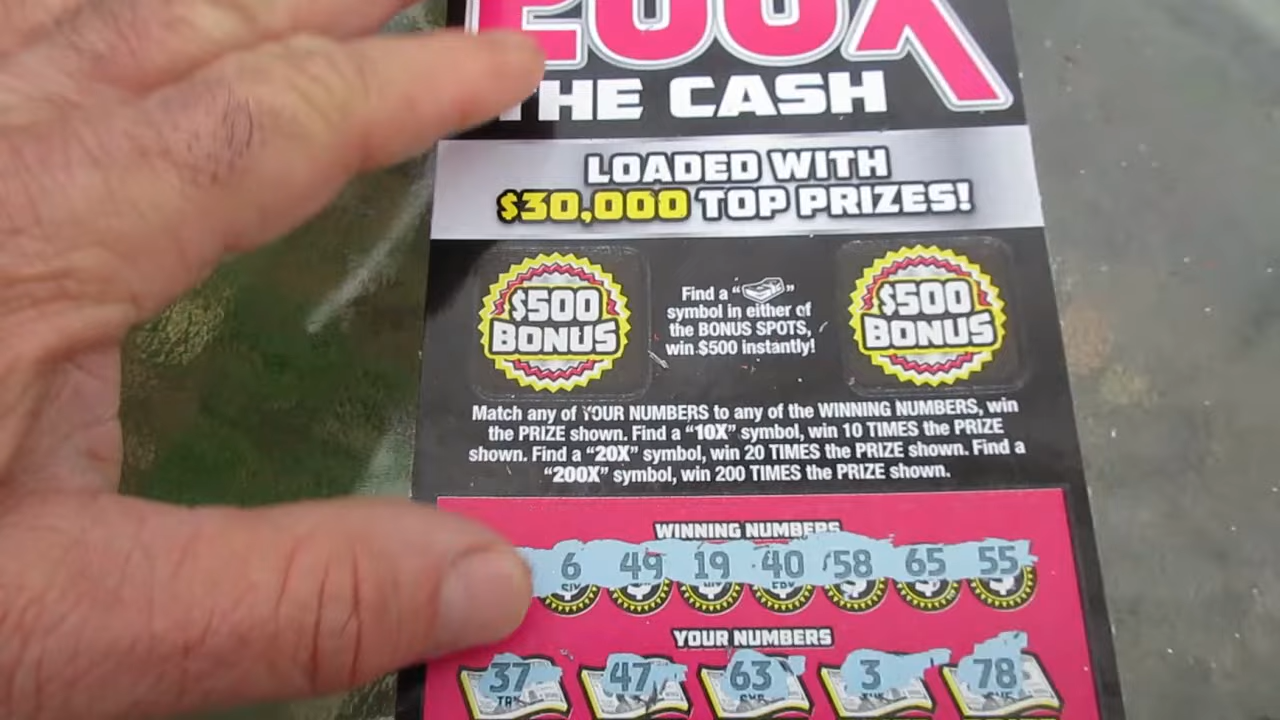 200X
THE CASH
LOADED WITH
$30,000 TOP PRIZES!
$500
BONUS
Find a " "
symbol in either of
the BONUS SPOTS,
win $500 instantly!
$500
BONUS
Match any of YOUR NUMBERS to any of the WINNING NUMBERS, win
the PRIZE shown. Find a "10X" symbol, win 10 TIMES the PRIZE
shown. Find a "20X" symbol, win 20 TIMES the PRIZE shown. Find a
"200X" symbol, win 200 TIMES the PRIZE shown.
WINNING NUMBERS
6 49 19 40 58 65 55
SIX
YOUR NUMBERS
37 47 63 3 78